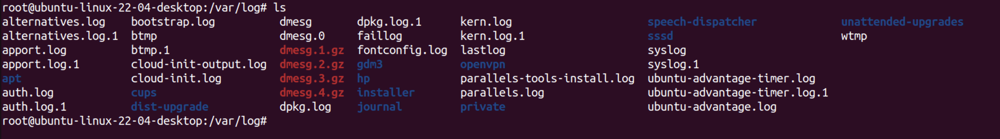 root@ubuntu-linux-22-04-desktop:/var/log# ls
alternatives.log bootstrap.log dmesg dpkg.log.1 kern.log speech-dispatcher unattended-upgrades
alternatives.log.1 btmp dmesg.0 faillog kern.log.1 sssd wtmp
apport.log btmp.1 dmesg.1.gz fontconfig.log lastlog syslog
apport.log.1 cloud-init-output.log dmesg.2.gz gdm3 openvpn syslog.1
apt cloud-init.log dmesg.3.gz hp parallels-tools-install.log ubuntu-advantage-timer.log
auth.log cups dmesg.4.gz installer parallels.log ubuntu-advantage-timer.log.1
auth.log.1 dist-upgrade dpkg.log journal private ubuntu-advantage.log
root@ubuntu-linux-22-04-desktop:/var/log#